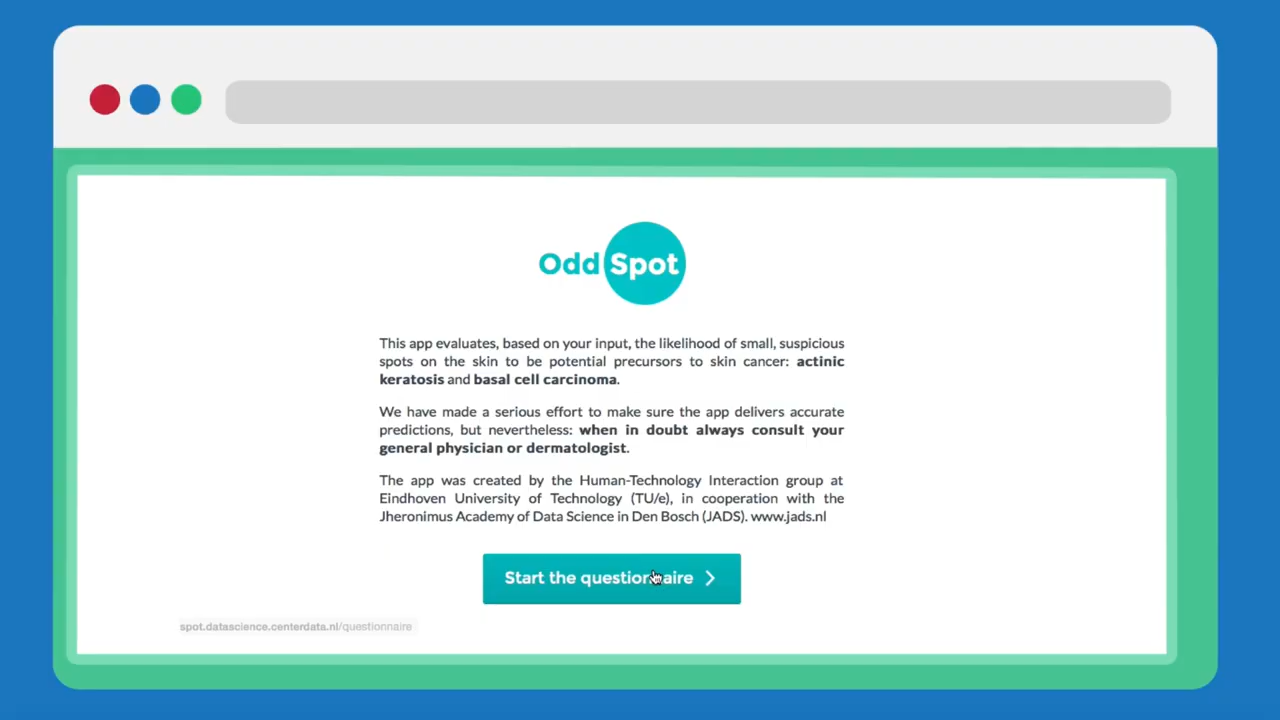 Odd Spot
This app evaluates, based on your input, the likelihood of small, suspicious
spots on the skin to be potential precursors to skin cancer: actinic
keratosis and basal cell carcinoma.
We have made a serious effort to make sure the app delivers accurate
predictions, but nevertheless: when in doubt always consult your
general physician or dermatologist.
The app was created by the Human-Technology Interaction group at
Eindhoven University of Technology (TU/e), in cooperation with the
Jheronimus Academy of Data Science in Den Bosch (JADS). www.jads.nl
Start the questionnaire
spot.datascience.centerdata.nl/questionnaire